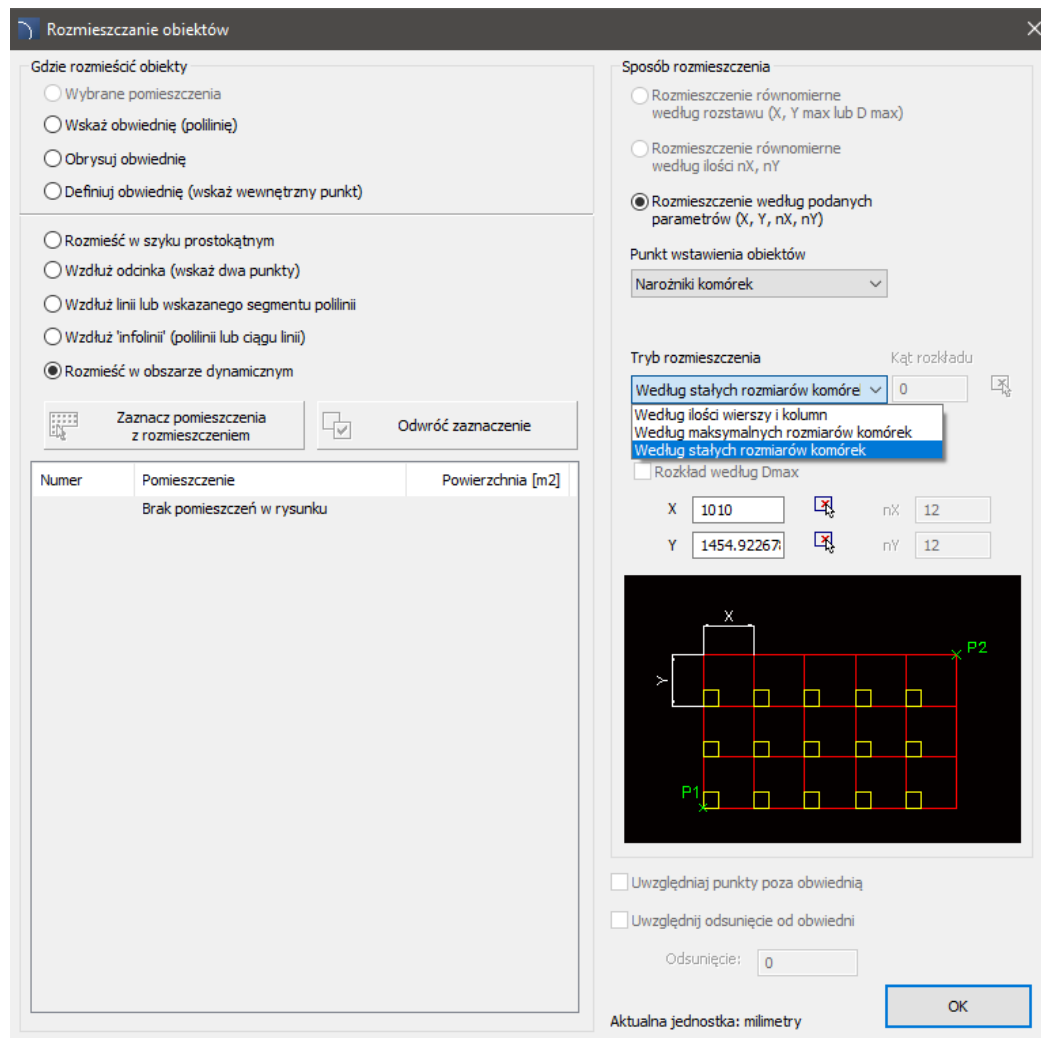 Rozmieszczanie obiektów
Gdzie rozmieścić obiekty
Wybrane pomieszczenia
Wskaż obwiednię (polilinię)
Obrysuj obwiednię
Definiuj obwiednię (wskaż wewnętrzny punkt)
Rozmieść w szyku prostokątnym
Wzdłuż odcinka (wskaż dwa punkty)
Wzdłuż linii lub wskazanego segmentu polilinii
Wzdłuż 'infolinii' (polilinii lub ciągu linii)
Rozmieść w obszarze dynamicznym
Zaznacz pomieszczenia
z rozmieszczeniem
Odwróć zaznaczenie
Numer Pomieszczenie Powierzchnia [m2]
Brak pomieszczeń w rysunku
Sposób rozmieszczenia
Rozmieszczenie równomierne
według rozstawu (X, Y max lub D max)
Rozmieszczenie równomierne
według ilości nX, nY
Rozmieszczenie według podanych
parametrów (X, Y, nX, nY)
Punkt wstawienia obiektów
Narożniki komórek
Tryb rozmieszczenia Kąt rozkładu
Według stałych rozmiarów komóre 0
Według ilości wierszy i kolumn
Według maksymalnych rozmiarów komórek
Według stałych rozmiarów komórek
Rozkład według Dmax
X 1010 nX 12
Y 1454.92267 nY 12
X
Y
P2
P1
Uwzględniaj punkty poza obwiednią
Uwzględnij odsunięcie od obwiedni
Odsunięcie: 0
Aktualna jednostka: milimetry
OK